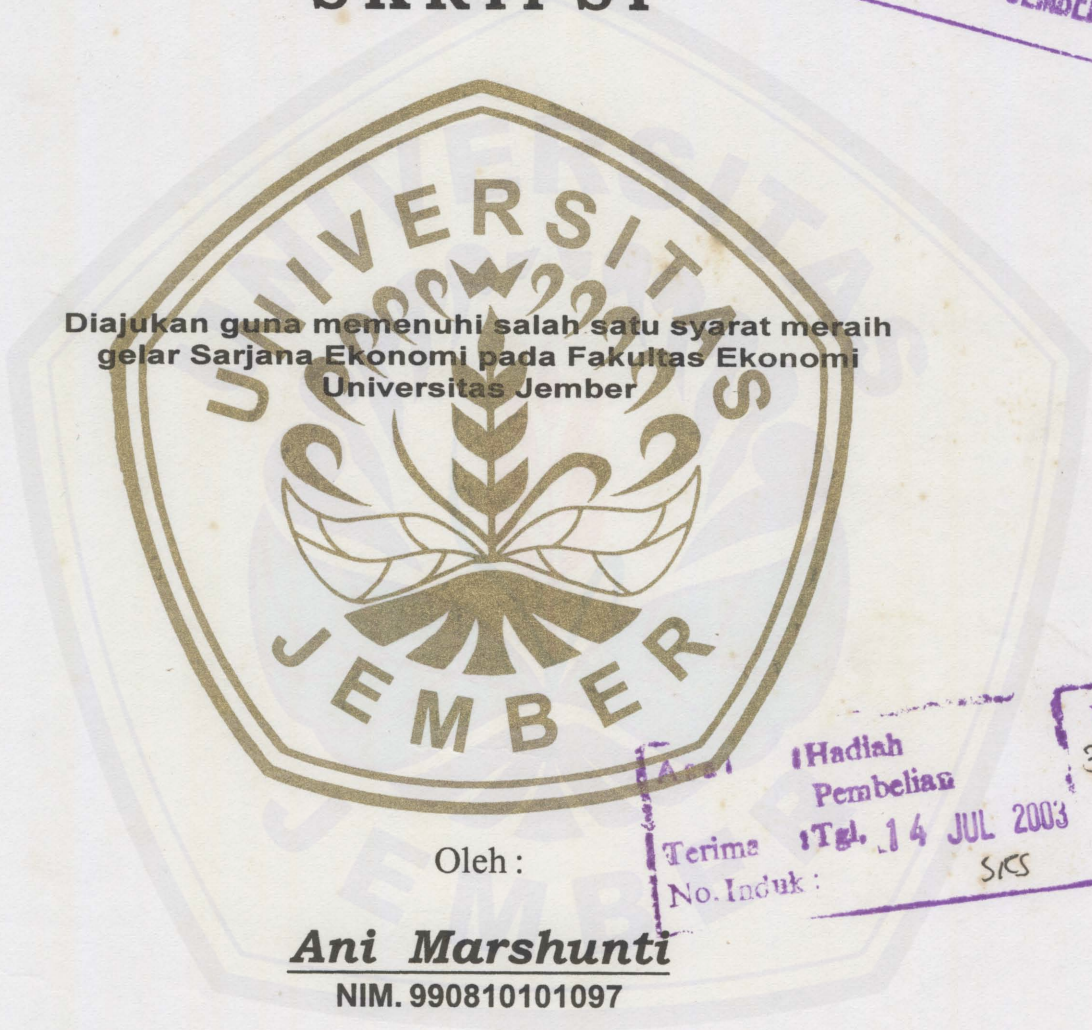 SKRIPSI
UNIVERSITAS
Diajukan guna memenuhi salah satu syarat meraih
gelar Sarjana Ekonomi pada Fakultas Ekonomi
Universitas Jember
JEMBER
Asal : Hadiah
Pembelian
Terima : Tgl. 14 JUL 2003
No. Induk :
Oleh :
Ani Marshunti
NIM. 990810101097